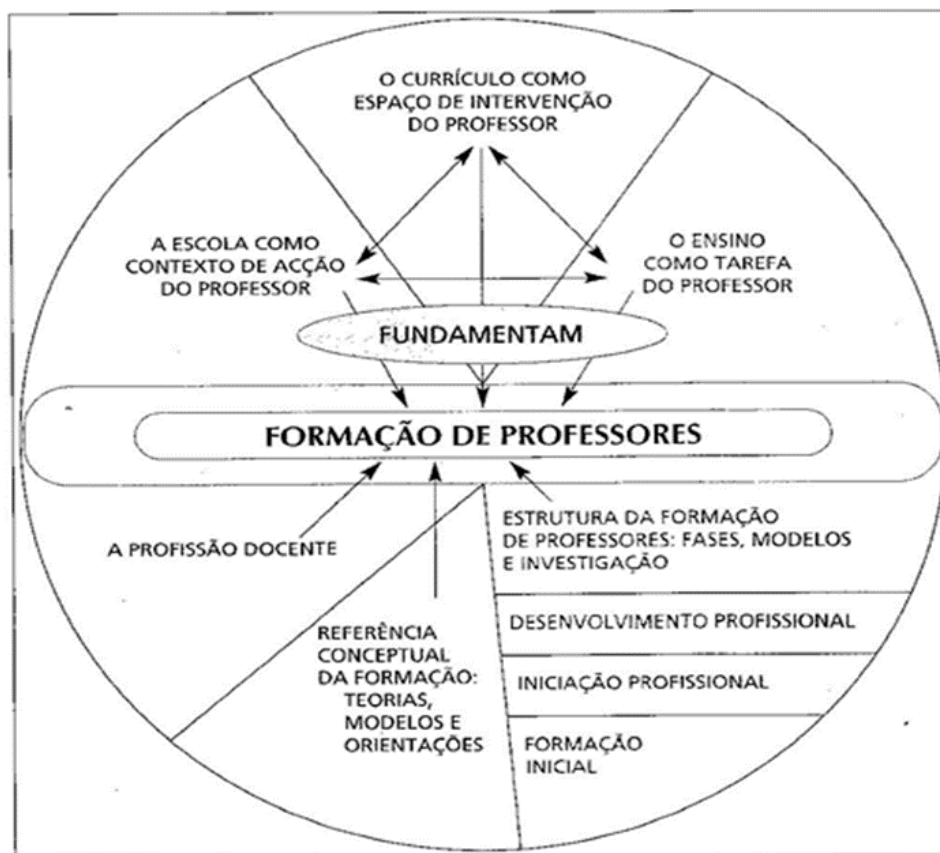 O CURRÍCULO COMO
ESPAÇO DE INTERVENÇÃO
DO PROFESSOR
A ESCOLA COMO
CONTEXTO DE ACÇÃO
DO PROFESSOR
O ENSINO
COMO TAREFA
DO PROFESSOR
FUNDAMENTAM
FORMAÇÃO DE PROFESSORES
A PROFISSÃO DOCENTE
REFERÊNCIA
CONCEPTUAL
DA FORMAÇÃO:
TEORIAS,
MODELOS E
ORIENTAÇÕES
ESTRUTURA DA FORMAÇÃO
DE PROFESSORES: FASES, MODELOS
E INVESTIGAÇÃO
DESENVOLVIMENTO PROFISSIONAL
INICIAÇÃO PROFISSIONAL
FORMAÇÃO
INICIAL